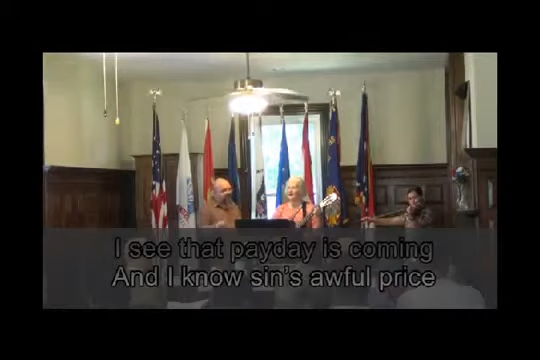 I see that payday is coming
And I know sin's awful price